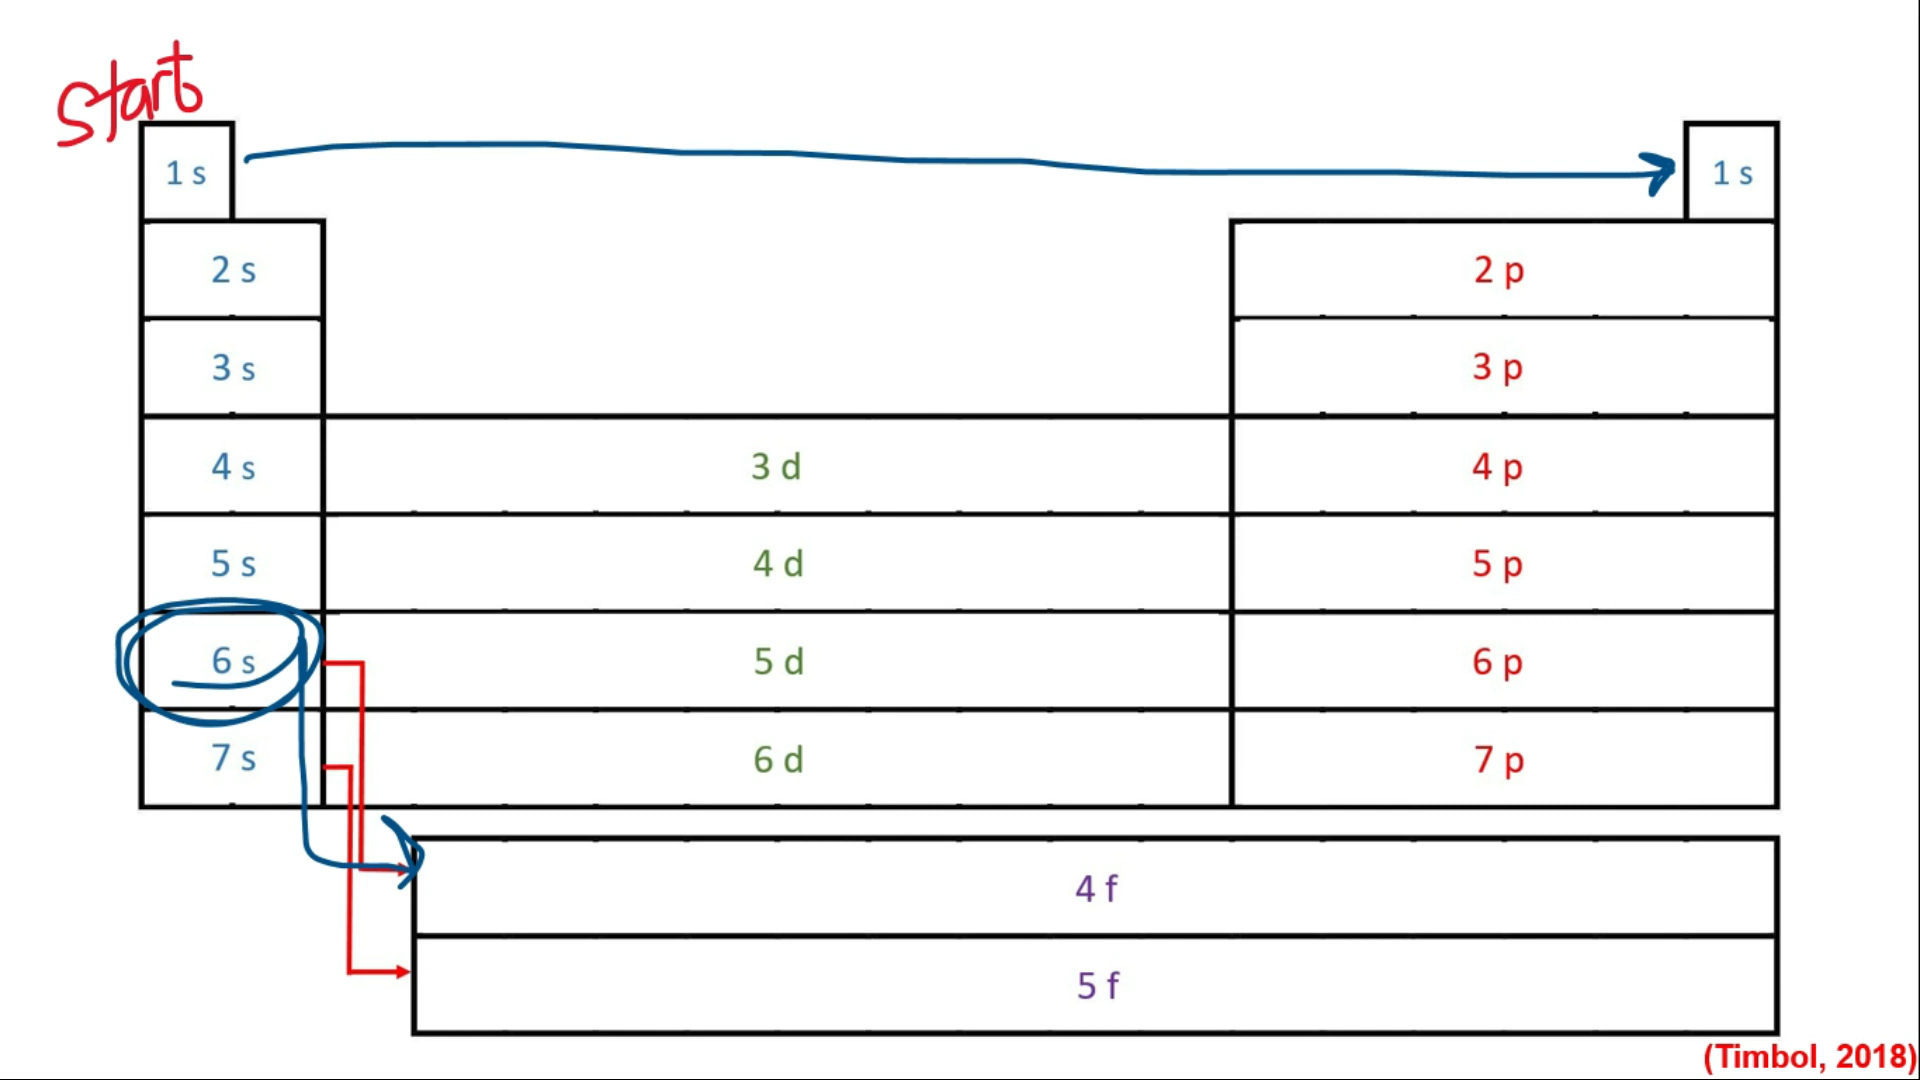 Start
1 s 1 s
2 s 2 p
3 s 3 p
4 s 3 d 4 p
5 s 4 d 5 p
6 s 5 d 6 p
7 s 6 d 7 p
4 f
5 f
(Timbol, 2018)